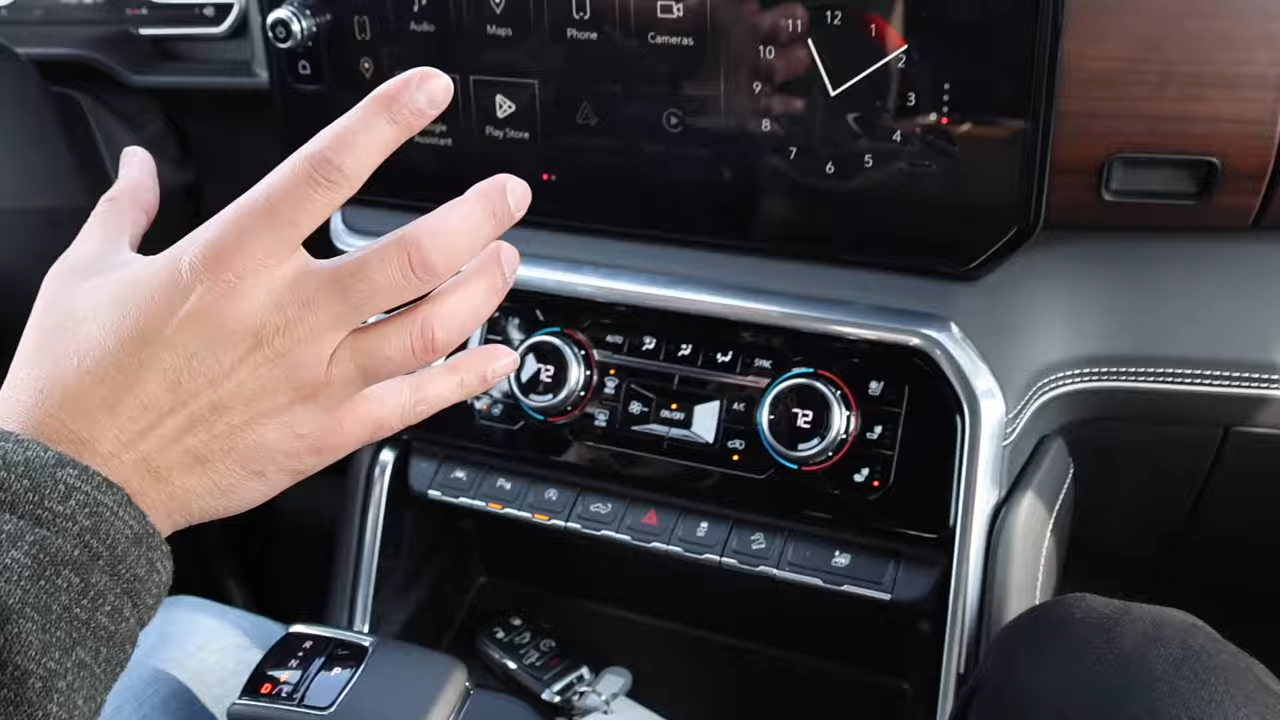 Audio
Maps
Phone
Cameras
Assistant
Play Store
12
11
1
10
2
9
3
8
4
7
5
6
AUTO
SYNC
72
ON/OFF
A/C
72
R
N
P
D/L